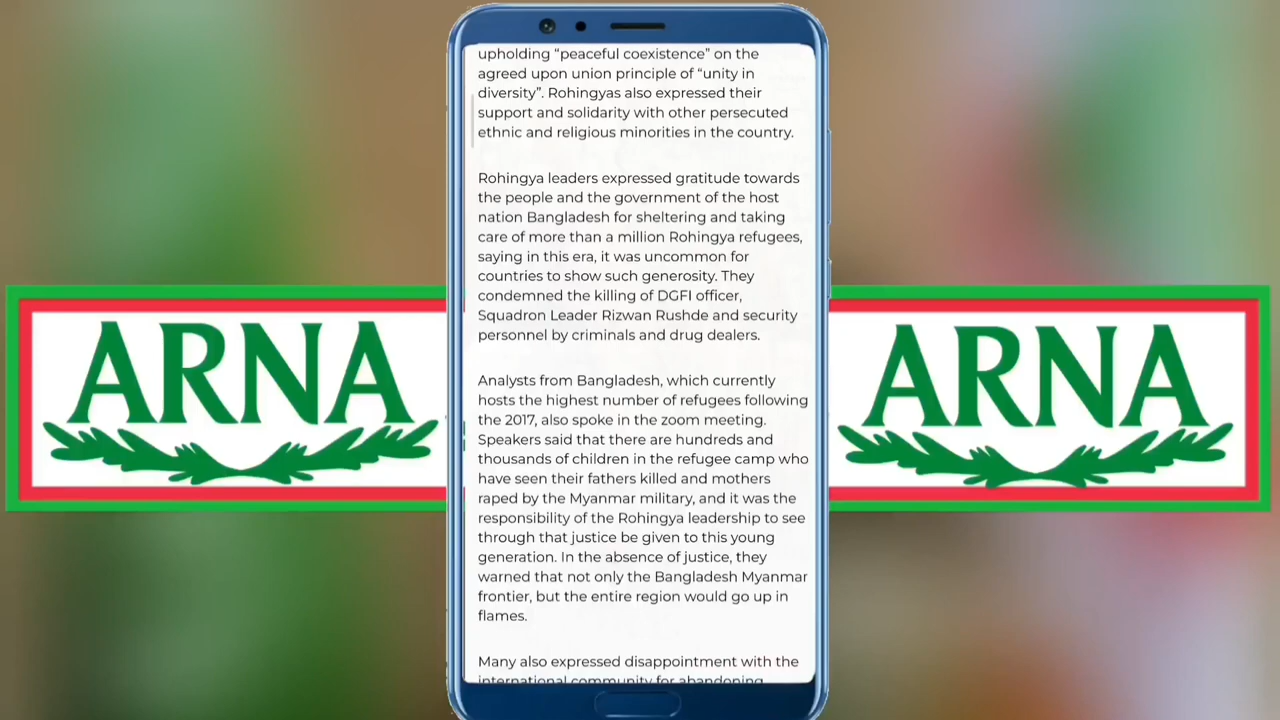 upholding “peaceful coexistence” on the
agreed upon union principle of “unity in
diversity”. Rohingyas also expressed their
support and solidarity with other persecuted
ethnic and religious minorities in the country.
Rohingya leaders expressed gratitude towards
the people and the government of the host
nation Bangladesh for sheltering and taking
care of more than a million Rohingya refugees,
saying in this era, it was uncommon for
countries to show such generosity. They
condemned the killing of DGFI officer,
Squadron Leader Rizwan Rushde and security
personnel by criminals and drug dealers.
Analysts from Bangladesh, which currently
hosts the highest number of refugees following
the 2017, also spoke in the zoom meeting.
Speakers said that there are hundreds and
thousands of children in the refugee camp who
have seen their fathers killed and mothers
raped by the Myanmar military, and it was the
responsibility of the Rohingya leadership to see
through that justice be given to this young
generation. In the absence of justice, they
warned that not only the Bangladesh Myanmar
frontier, but the entire region would go up in
flames.
Many also expressed disappointment with the
international community for abandoning
ARNA
ARNA